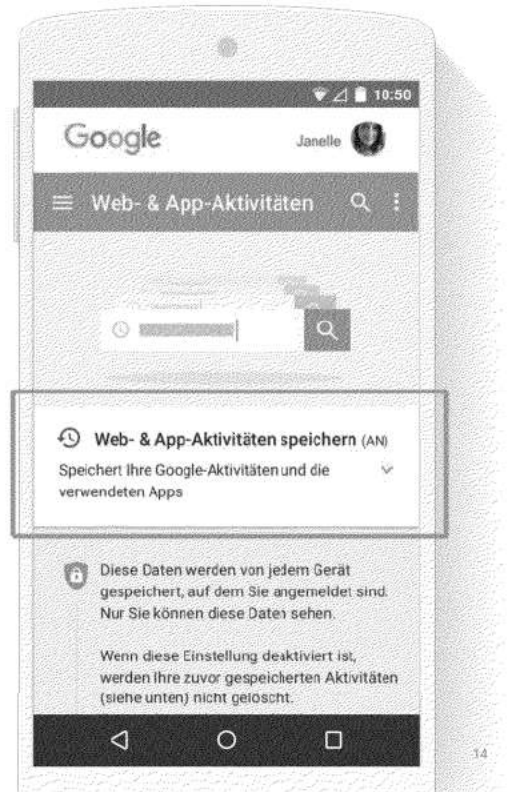 10:50
Google Janelle
Web- & App-Aktivitäten
Web- & App-Aktivitäten speichern (AN)
Speichert Ihre Google-Aktivitäten und die
verwendeten Apps
Diese Daten werden von jedem Gerät
gespeichert, auf dem Sie angemeldet sind.
Nur Sie können diese Daten sehen.
Wenn diese Einstellung deaktiviert ist,
werden Ihre zuvor gespeicherten Aktivitäten
(siehe unten) nicht gelöscht.
14